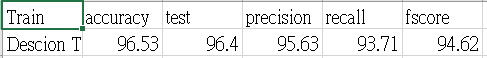 Train accuracy test precision recall fscore
Descion T 96.53 96.4 95.63 93.71 94.62